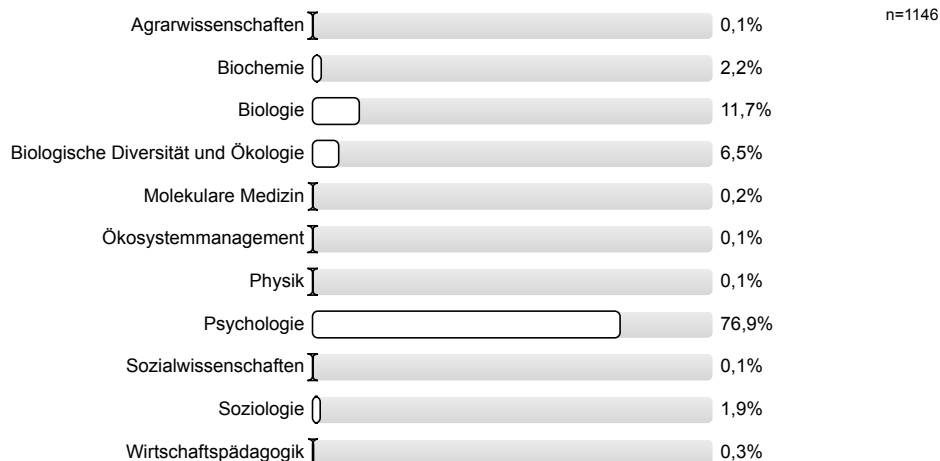 n=1146
Agrarwissenschaften 0,1%
Biochemie 2,2%
Biologie 11,7%
Biologische Diversität und Ökologie 6,5%
Molekulare Medizin 0,2%
Ökosystemmanagement 0,1%
Physik 0,1%
Psychologie 76,9%
Sozialwissenschaften 0,1%
Soziologie 1,9%
Wirtschaftspädagogik 0,3%